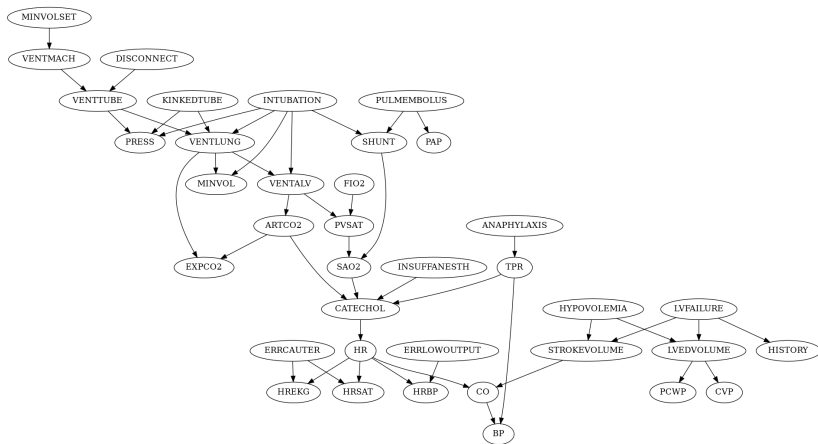 MINVOLSET
VENTMACH
DISCONNECT
VENTTUBE
KINKEDTUBE
INTUBATION
PULMEMBOLUS
PRESS
VENTLUNG
SHUNT
PAP
MINVOL
VENTALV
FIO2
ARTCO2
PVSAT
ANAPHYLAXIS
EXPCO2
SAO2
INSUFFANESTH
TPR
CATECHOL
HYPOVOLEMIA
LVFAILURE
ERRCAUTER
HR
ERRLOWOUTPUT
STROKEVOLUME
LVEDVOLUME
HISTORY
HREKG
HRSAT
HRBP
CO
PCWP
CVP
BP